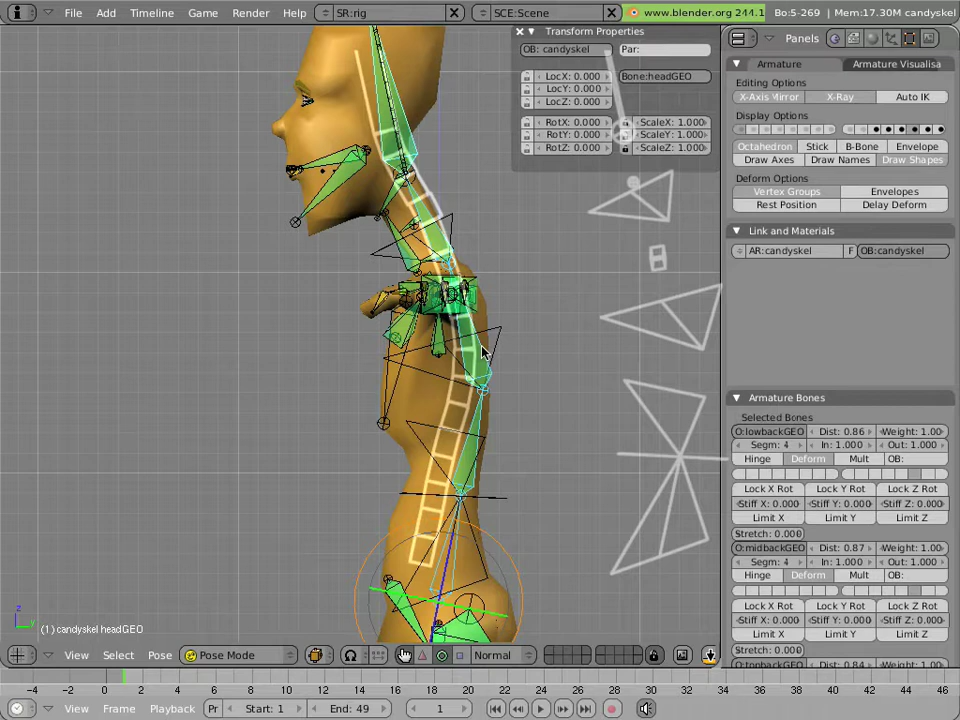 File Add Timeline Game Render Help SR:rig SCE:Scene www.blender.org 244.1 Bo:5-269 | Mem:17.30M candyskel
Transform Properties
OB: candyskel Par:
LocX: 0.000 Bone:headGEO
LocY: 0.000
LocZ: 0.000
RotX: 0.000 ScaleX: 1.000
RotY: 0.000 ScaleY: 1.000
RotZ: 0.000 ScaleZ: 1.000
Panels
Armature Armature Visualisa
Editing Options
X-Axis Mirror X-Ray Auto IK
Display Options
Octahedron Stick B-Bone Envelope
Draw Axes Draw Names Draw Shapes
Deform Options
Vertex Groups Envelopes
Rest Position Delay Deform
Link and Materials
AR:candyskel F OB:candyskel
Armature Bones
Selected Bones
O:lowbackGEO Dist: 0.86 Weight: 1.00
Segm: 4 In: 1.000 Out: 1.000
Hinge Deform Mult OB:
Lock X Rot Lock Y Rot Lock Z Rot
Stiff X: 0.000 Stiff Y: 0.000 Stiff Z: 0.000
Limit X Limit Y Limit Z
Stretch: 0.000
O:midbackGEO Dist: 0.87 Weight: 1.00
Segm: 4 In: 1.000 Out: 1.000
Hinge Deform Mult OB:
Lock X Rot Lock Y Rot Lock Z Rot
Stiff X: 0.000 Stiff Y: 0.000 Stiff Z: 0.000
Limit X Limit Y Limit Z
Stretch: 0.000
O:topbackGEO Dist: 0.84 Weight: 1.00
z
y
(1) candyskel headGEO
View Select Pose Pose Mode Normal
-4 -2 0 2 4 6 8 10 12 14 16 18 20 22 24 26 28 30 32 34 36 38 40 42 44 46
View Frame Playback Pr Start: 1 End: 49 1